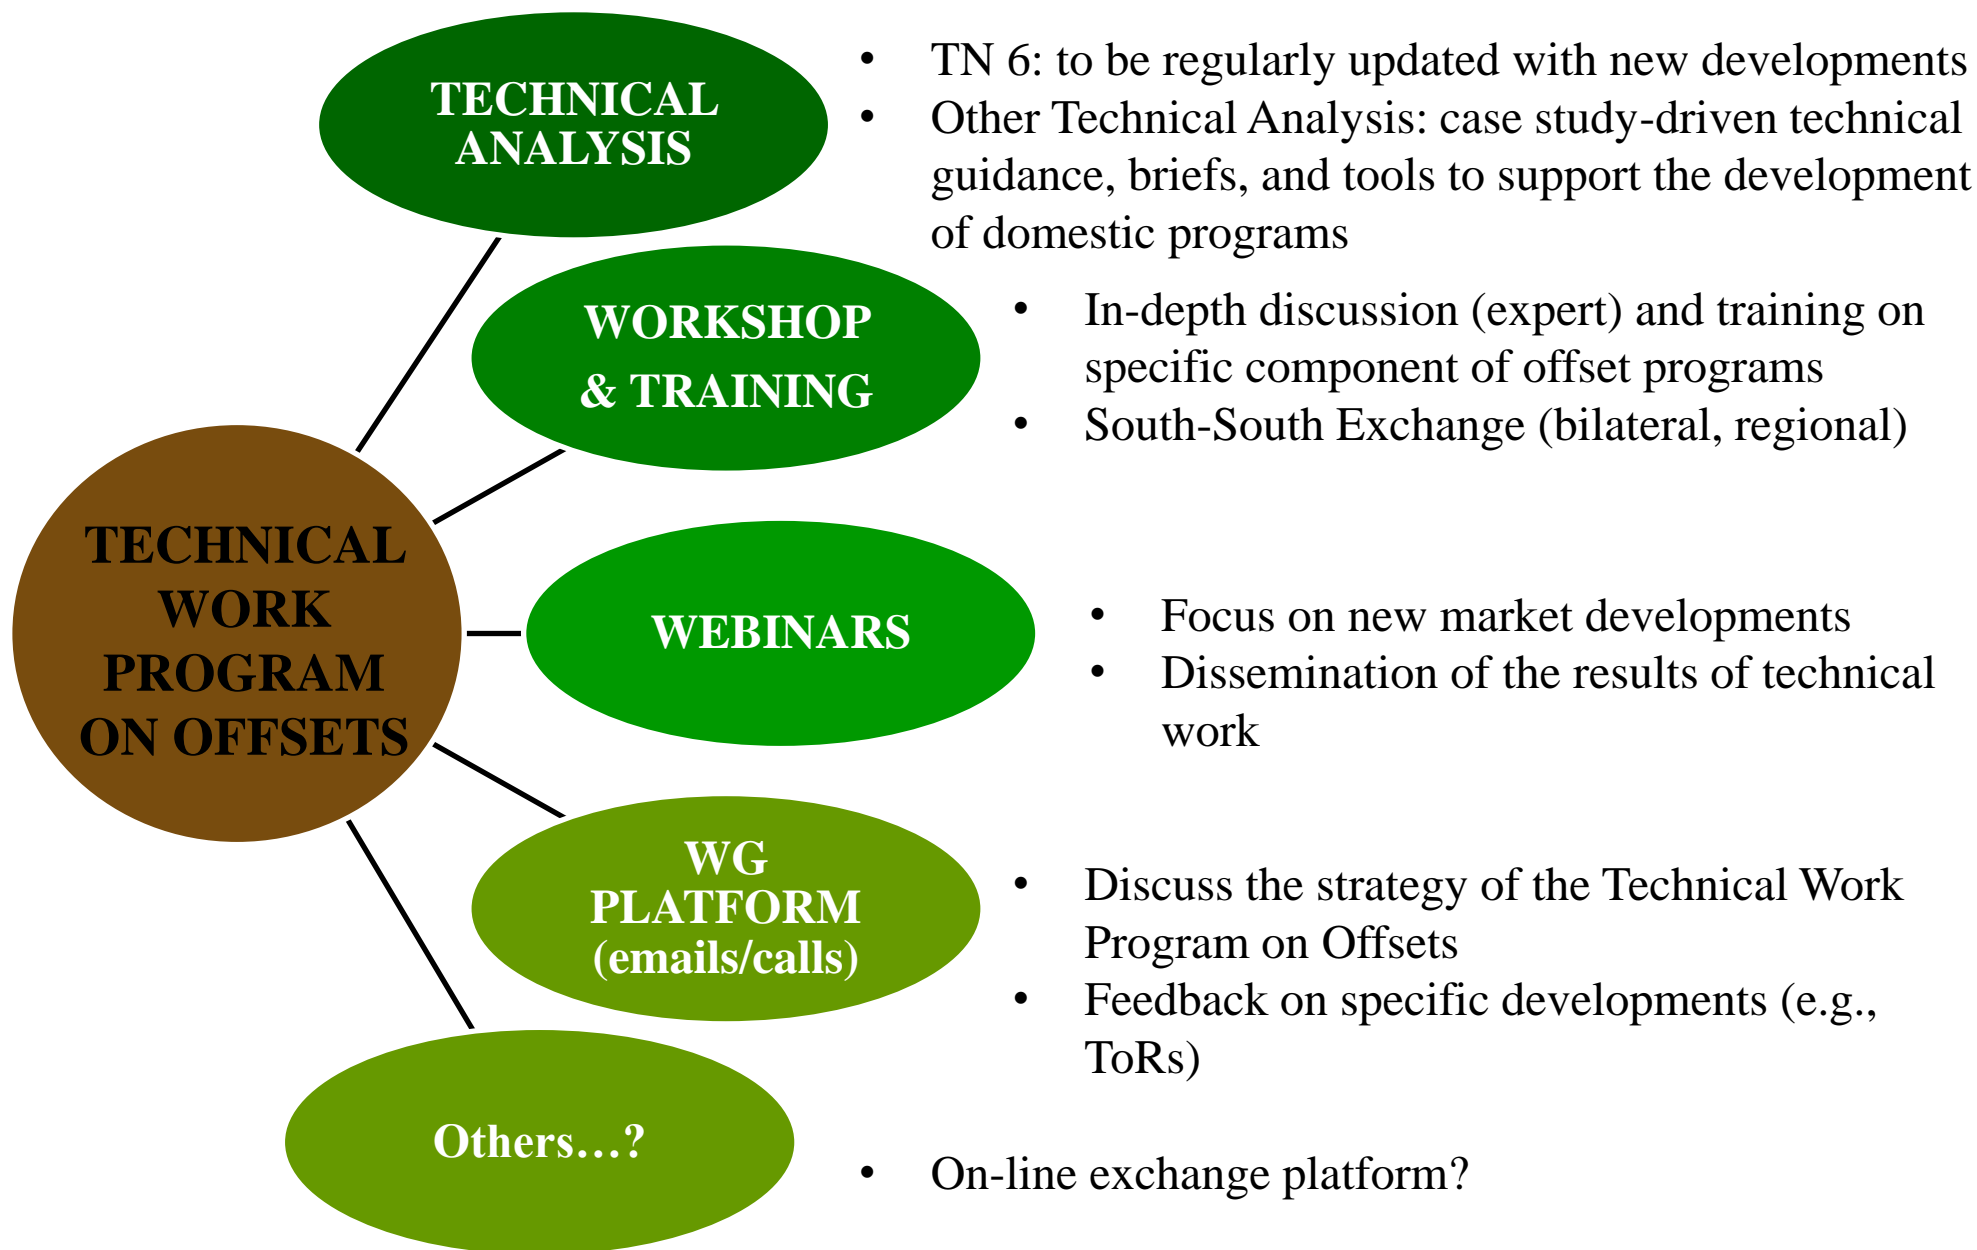 TECHNICAL
ANALYSIS
• TN 6: to be regularly updated with new developments
• Other Technical Analysis: case study-driven technical
guidance, briefs, and tools to support the development
of domestic programs
WORKSHOP
& TRAINING
• In-depth discussion (expert) and training on
specific component of offset programs
• South-South Exchange (bilateral, regional)
TECHNICAL
WORK
PROGRAM
ON OFFSETS
WEBINARS
• Focus on new market developments
• Dissemination of the results of technical
work
WG
PLATFORM
(emails/calls)
• Discuss the strategy of the Technical Work
Program on Offsets
• Feedback on specific developments (e.g.,
ToRs)
Others…?
• On-line exchange platform?